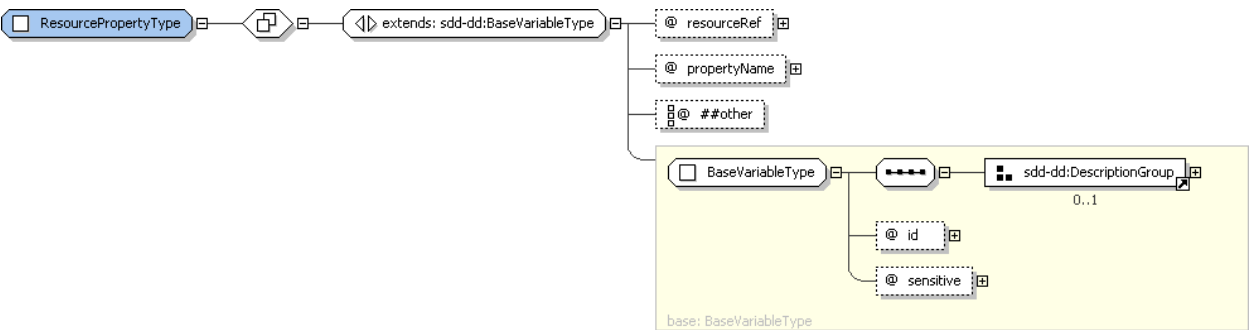 ResourcePropertyType
extends: sdd-dd:BaseVariableType
@ resourceRef
@ propertyName
@ ##other
BaseVariableType
sdd-dd:DescriptionGroup
0..1
@ id
@ sensitive
base: BaseVariableType